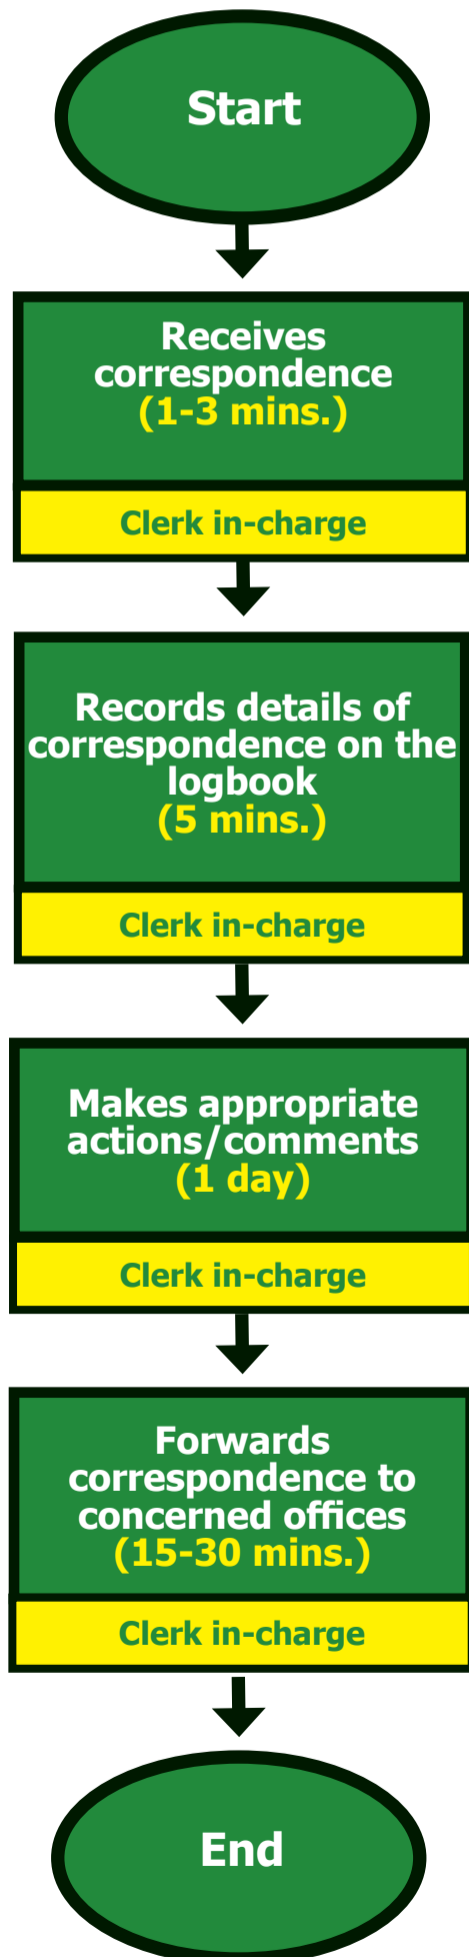 Start
Receives
correspondence
(1-3 mins.)
Clerk in-charge
Records details of
correspondence on the
logbook
(5 mins.)
Clerk in-charge
Makes appropriate
actions/comments
(1 day)
Clerk in-charge
Forwards
correspondence to
concerned offices
(15-30 mins.)
Clerk in-charge
End